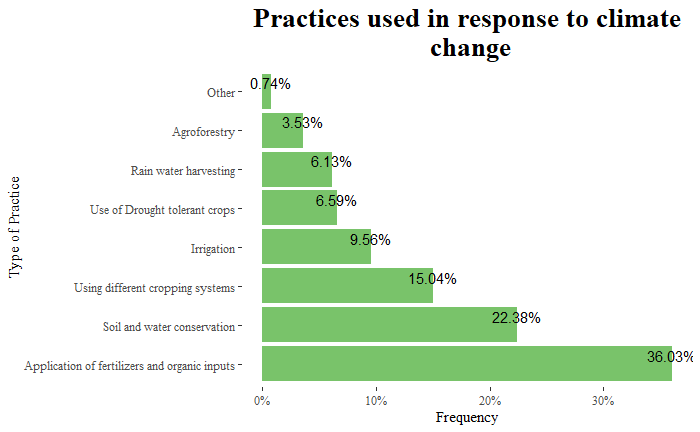 Practices used in response to climate
change
Type of Practice
Other
0.74%
Agroforestry
3.53%
Rain water harvesting
6.13%
Use of Drought tolerant crops
6.59%
Irrigation
9.56%
Using different cropping systems
15.04%
Soil and water conservation
22.38%
Application of fertilizers and organic inputs
36.03%
0%
10%
20%
30%
Frequency